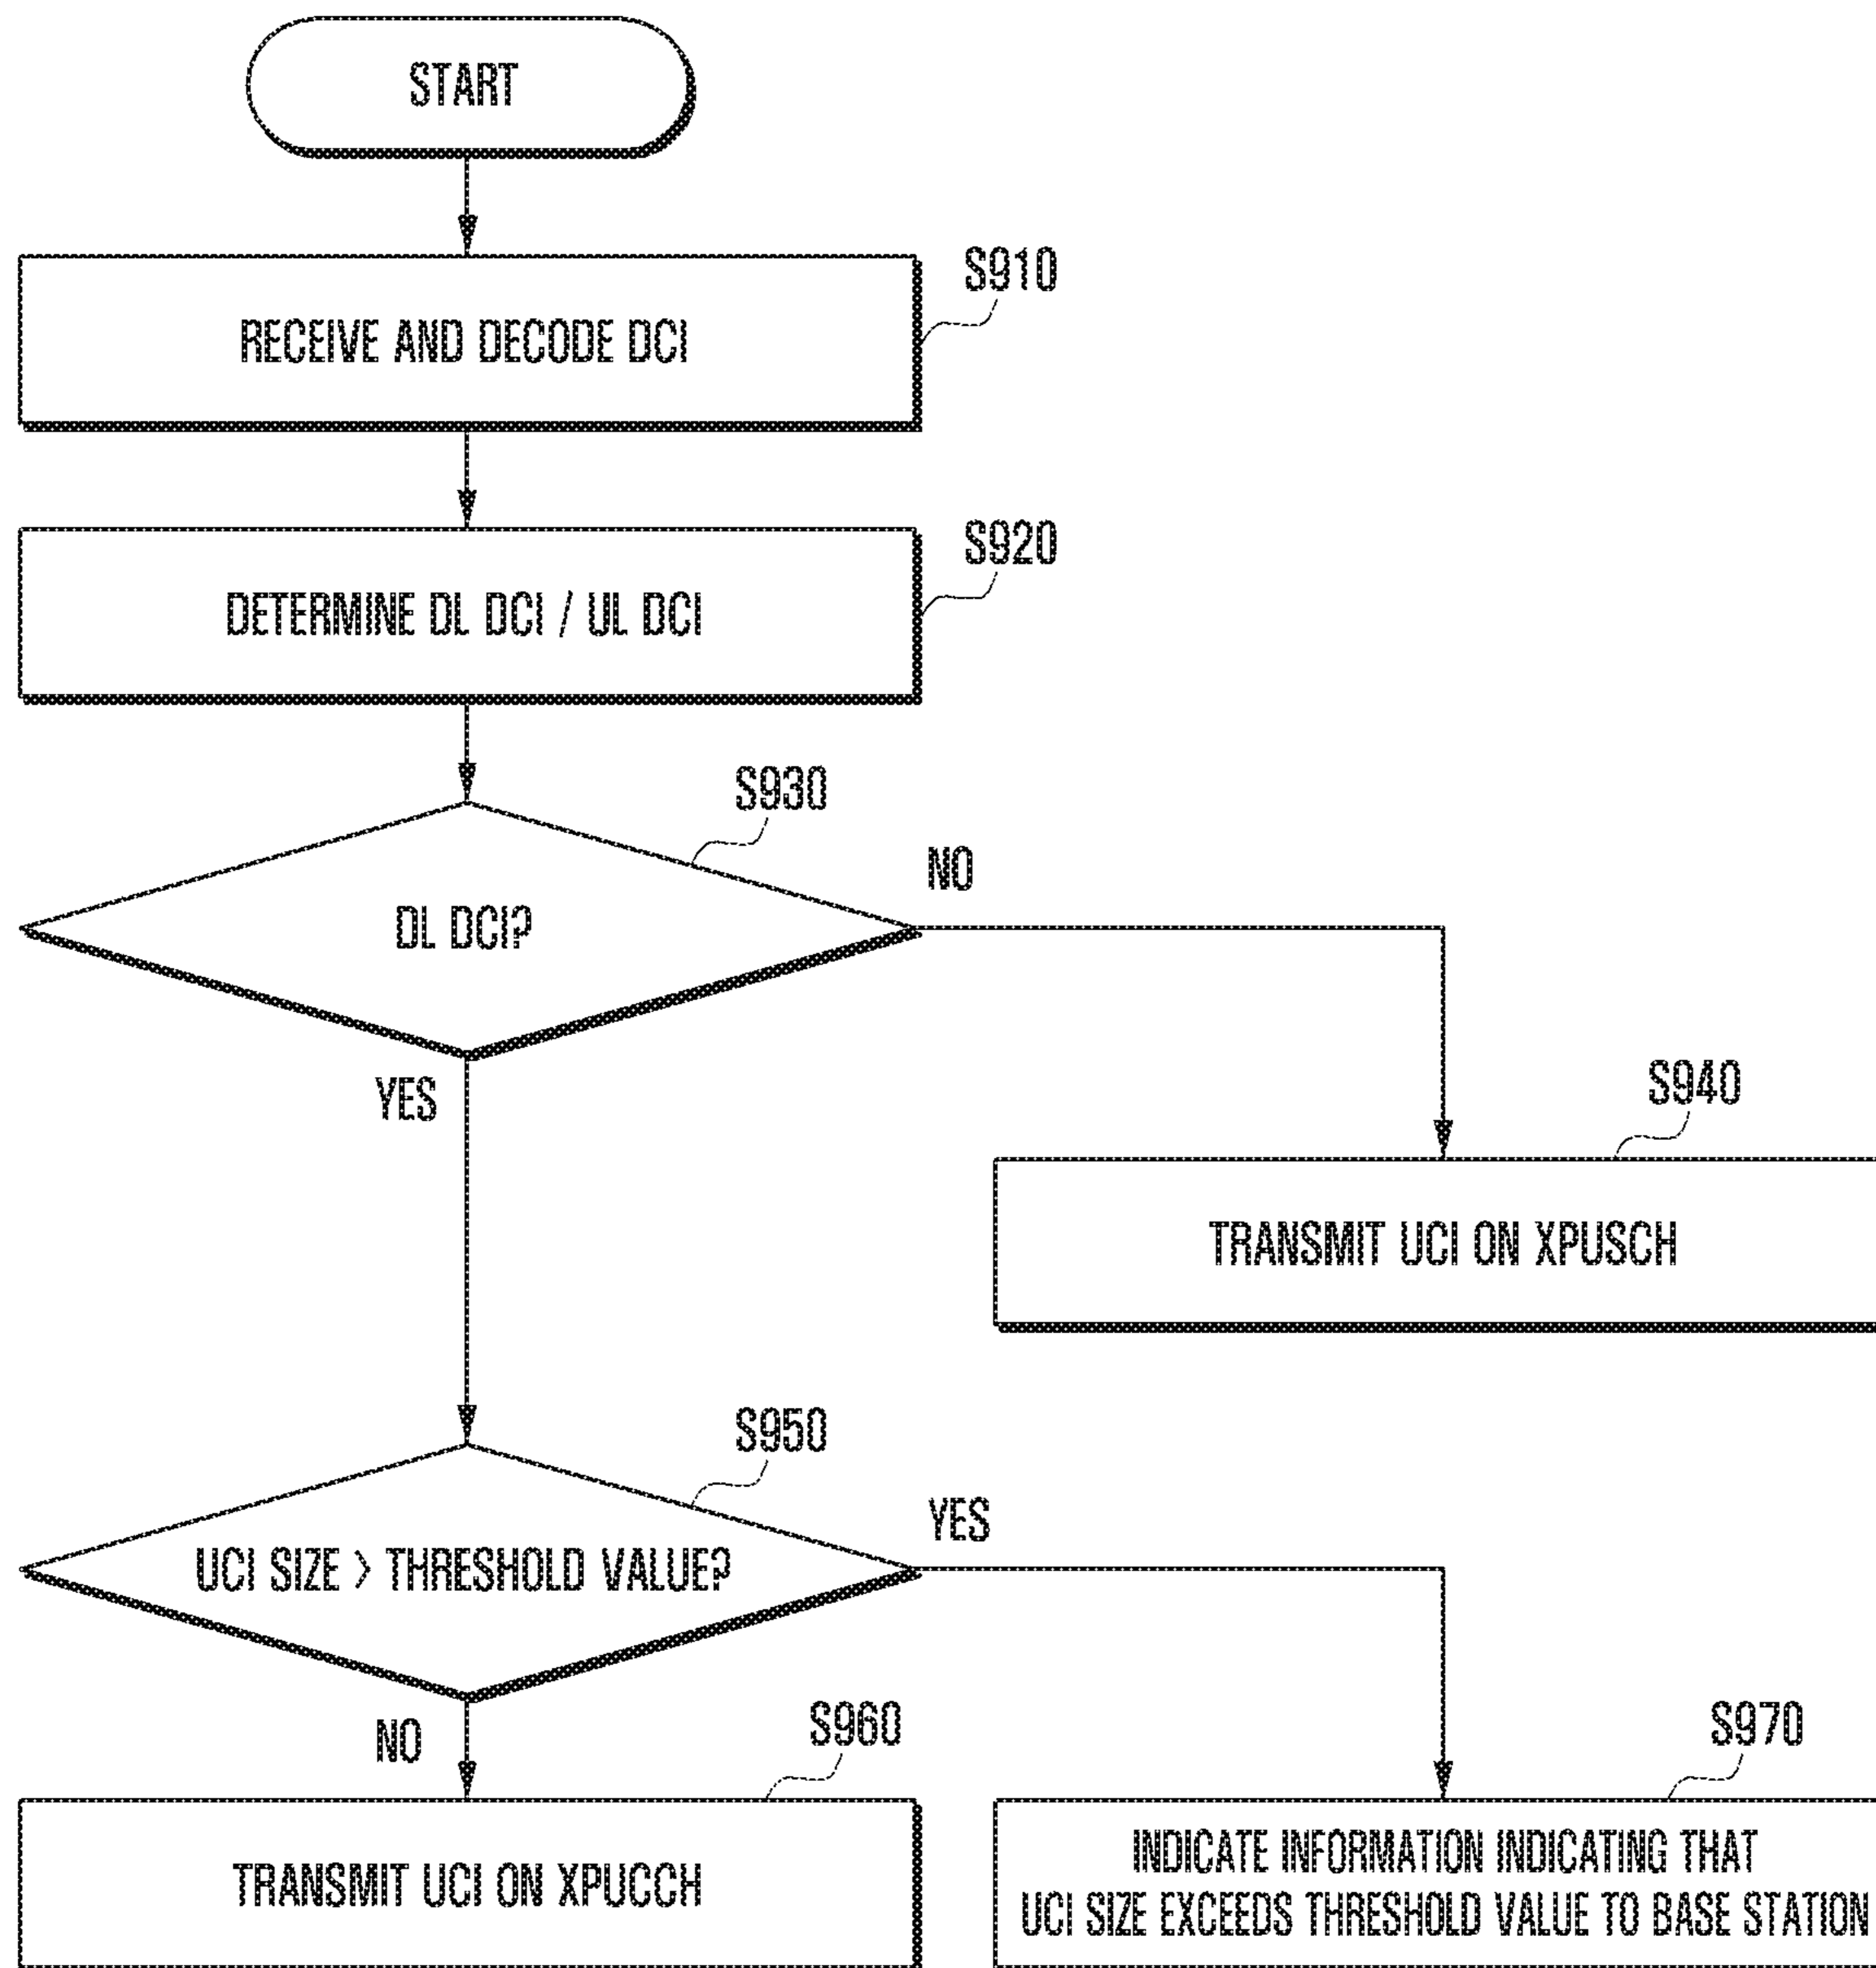 START
S910
RECEIVE AND DECODE DCI
S920
DETERMINE DL DCI / UL DCI
S930
NO
DL DCI?
YES
S940
TRANSMIT UCI ON XPUSCH
S950
YES
UCI SIZE > THRESHOLD VALUE?
NO
S960
S970
TRANSMIT UCI ON XPUCCH
INDICATE INFORMATION INDICATING THAT
UCI SIZE EXCEEDS THRESHOLD VALUE TO BASE STATION